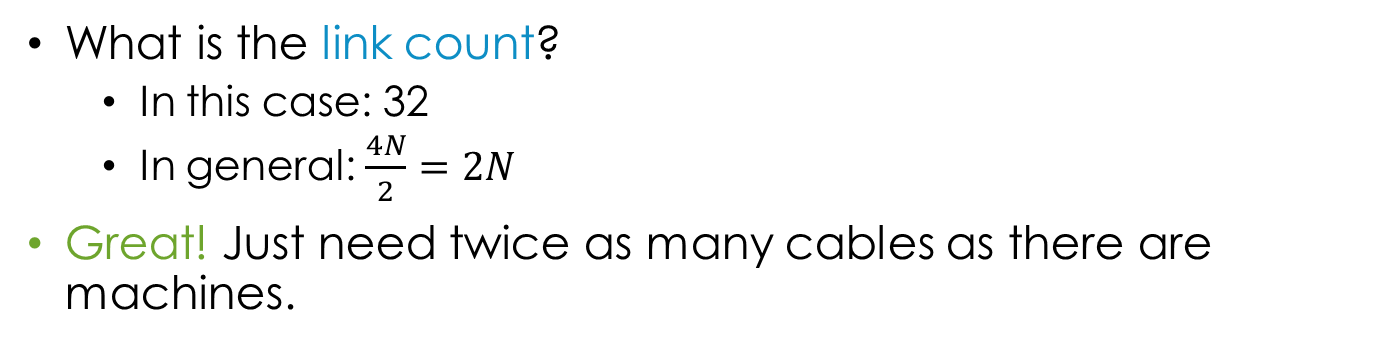 • What is the link count?
• In this case: 32
• In general: \frac{4N}{2} = 2N
• Great! Just need twice as many cables as there are
machines.